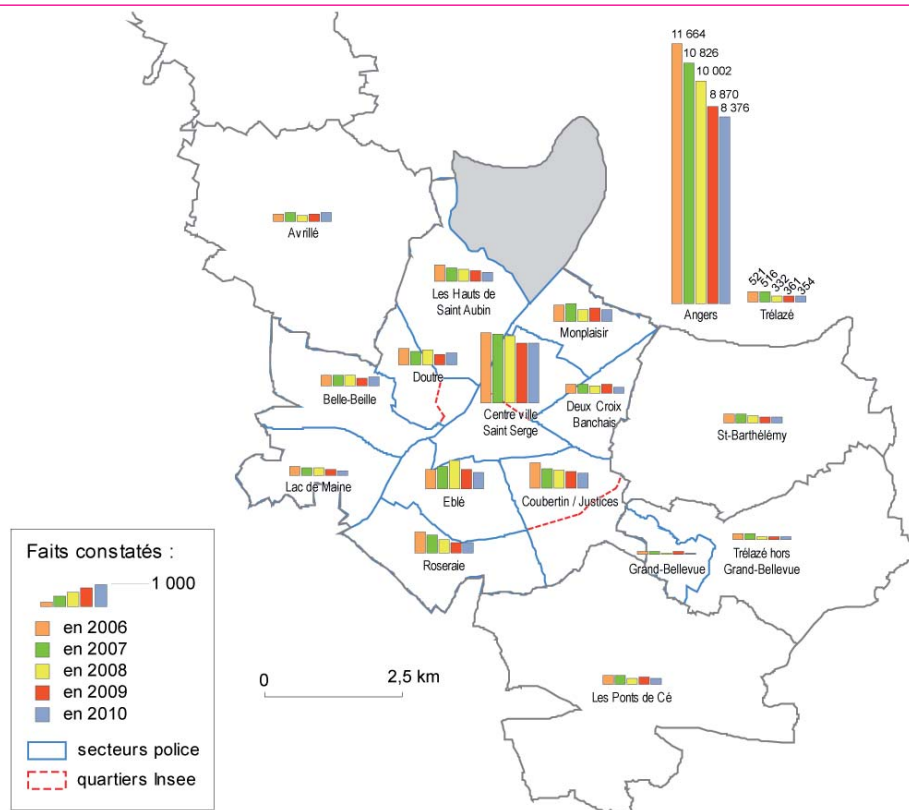 11 664
10 826
10 002
8 870
8 376
521
516
332
361
354
Angers
Trélazé
Avrillé
Les Hauts de
Saint Aubin
Monplaisir
Doutre
Belle-Beille
Centre ville
Saint Serge
Deux Croix
Banchais
St-Barthélémy
Lac de Maine
Eblé
Coubertin / Justices
Roseraie
Grand-Bellevue
Trélazé hors
Grand-Bellevue
Les Ponts de Cé
Faits constatés :
1 000
en 2006
en 2007
en 2008
en 2009
en 2010
secteurs police
quartiers Insee
0
2,5 km